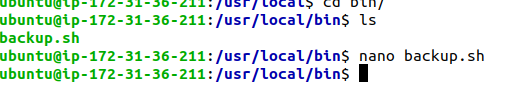 ubuntu@ip-172-31-36-211:/usr/local$ cd bin/
ubuntu@ip-172-31-36-211:/usr/local/bin$ ls
backup.sh
ubuntu@ip-172-31-36-211:/usr/local/bin$ nano backup.sh
ubuntu@ip-172-31-36-211:/usr/local/bin$